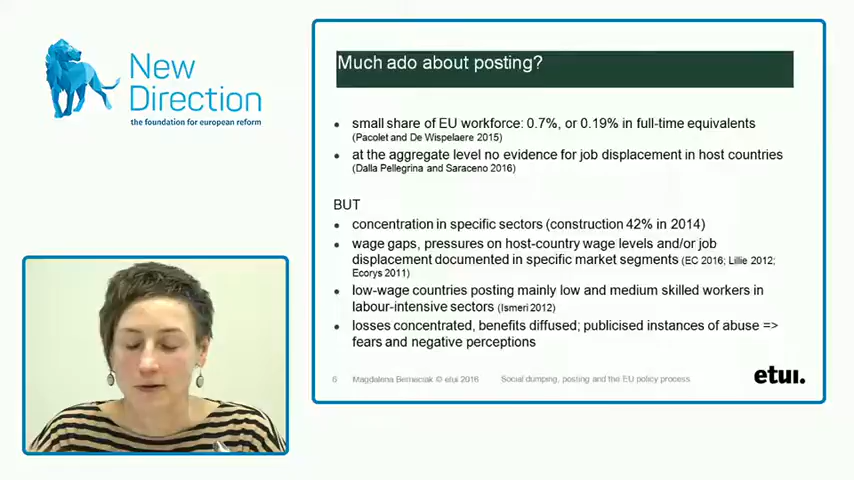 New
Direction
the foundation for european reform
Much ado about posting?
• small share of EU workforce: 0.7%, or 0.19% in full-time equivalents
(Pacolet and De Wispelaere 2015)
• at the aggregate level no evidence for job displacement in host countries
(Dalla Pellegrina and Saraceno 2016)
BUT
• concentration in specific sectors (construction 42% in 2014)
• wage gaps, pressures on host-country wage levels and/or job
displacement documented in specific market segments (EC 2016; Lillie 2012;
Ecorys 2011)
• low-wage countries posting mainly low and medium skilled workers in
labour-intensive sectors (Ismeri 2012)
• losses concentrated, benefits diffused; publicised instances of abuse =>
fears and negative perceptions
6 Magdalena Bernaciak © etui 2016 Social dumping, posting and the EU policy process
etui.